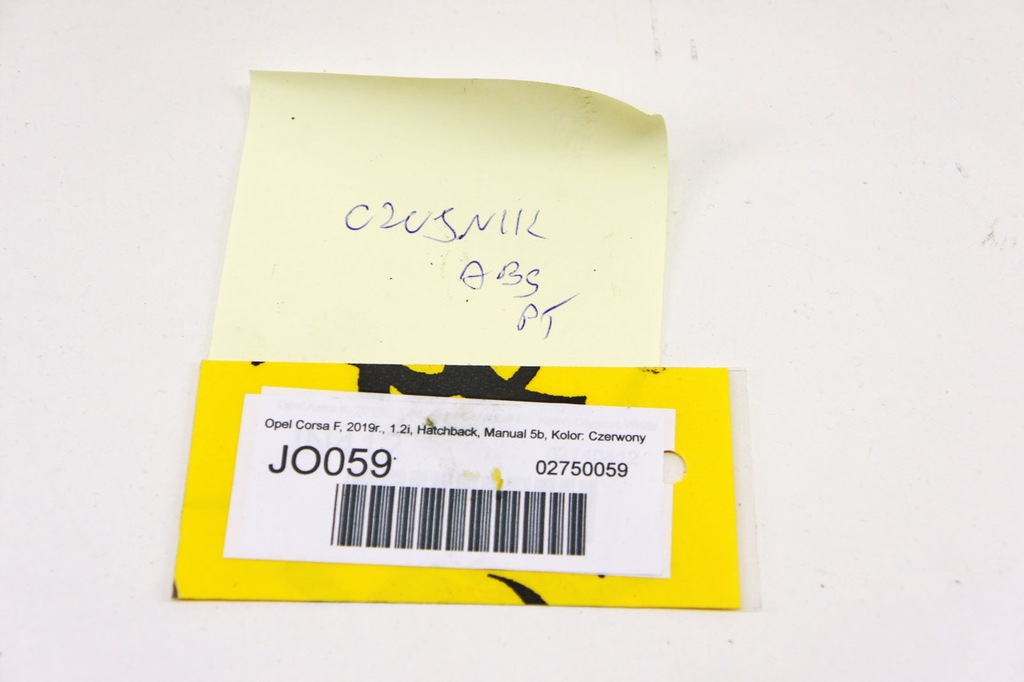 CZUJNIK
ABS
PT
Opel Corsa F, 2019r., 1.2i, Hatchback, Manual 5b, Kolor: Czerwony
JO059
02750059